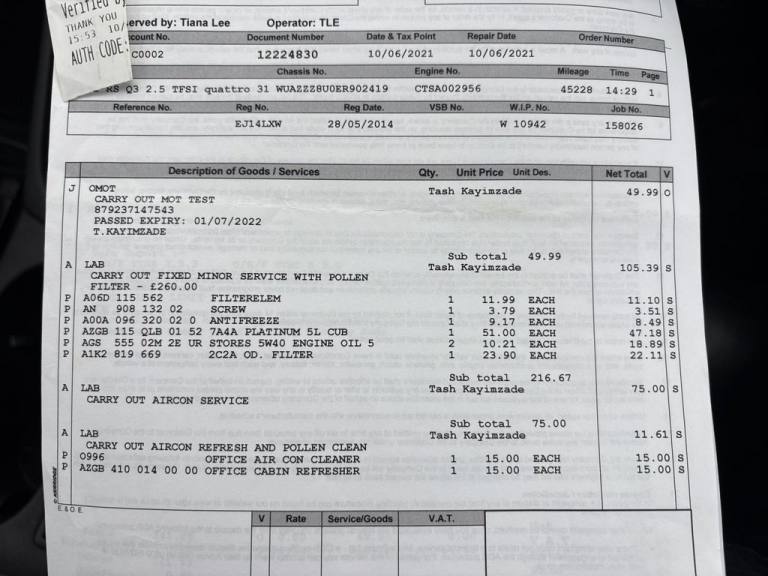 Verified by
THANK YOU
15:53 10/
AUTH CODE:
erved by: Tiana Lee Operator: TLE
count No. Document Number Date & Tax Point Repair Date Order Number
C0002 12224830 10/06/2021 10/06/2021
Chassis No. Engine No. Mileage Time Page
RS Q3 2.5 TFSI quattro 31 WUAZZZ8U0ER902419 CTSA002956 45228 14:29 1
Reference No. Reg No. Reg Date. VSB No. W.I.P. No. Job No.
EJ14LXW 28/05/2014 W 10942 158026
Description of Goods / Services Qty. Unit Price Unit Des. Net Total V
J OMOT Tash Kayimzade 49.99 O
CARRY OUT MOT TEST
879237147543
PASSED EXPIRY: 01/07/2022
T.KAYIMZADE
Sub total 49.99
A LAB Tash Kayimzade 105.39 S
CARRY OUT FIXED MINOR SERVICE WITH POLLEN
FILTER - £260.00
P A06D 115 562 FILTERELEM 1 11.99 EACH 11.10 S
P AN 908 132 02 SCREW 1 3.79 EACH 3.51 S
P A00A 096 320 02 0 ANTIFREEZE 1 9.17 EACH 8.49 S
P AZGB 115 QLB 01 52 7A4A PLATINUM 5L CUB 1 51.00 EACH 47.18 S
P AGS 555 02M 2E UR STORES 5W40 ENGINE OIL 5 2 10.21 EACH 18.89 S
P A1K2 819 669 2C2A OD. FILTER 1 23.90 EACH 22.11 S
Sub total 216.67
A LAB Tash Kayimzade 75.00 S
CARRY OUT AIRCON SERVICE
Sub total 75.00
A LAB Tash Kayimzade 11.61 S
CARRY OUT AIRCON REFRESH AND POLLEN CLEAN
P O996 OFFICE AIR CON CLEANER 1 15.00 EACH 15.00 S
P AZGB 410 014 00 00 OFFICE CABIN REFRESHER 1 15.00 EACH 15.00 S
E.&O.E.
V Rate Service/Goods V.A.T.